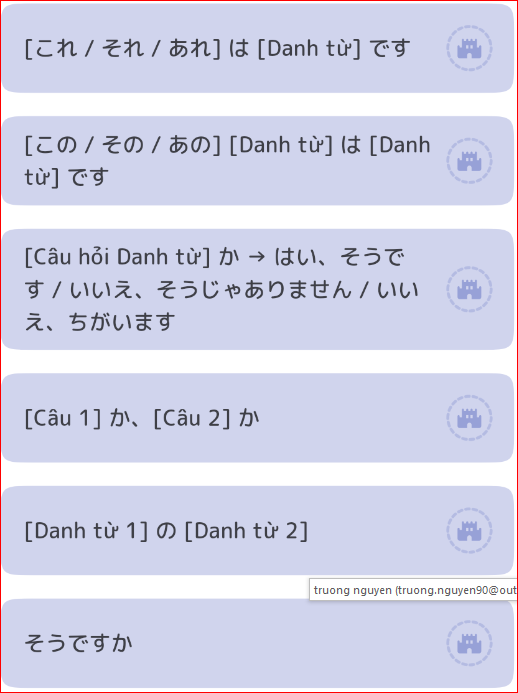 [これ / それ / あれ] は [Danh từ] です
[この / その / あの] [Danh từ] は [Danh
từ] です
[Câu hỏi Danh từ] か → はい、そうで
す / いいえ、そうじゃありません / いい
え、ちがいます
[Câu 1] か、[Câu 2] か
[Danh từ 1] の [Danh từ 2]
truong nguyen (truong.nguyen90@out
そうですか